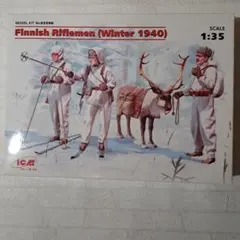 Finnish Riflemen (Winter 1940)
SCALE
1:35
ICM